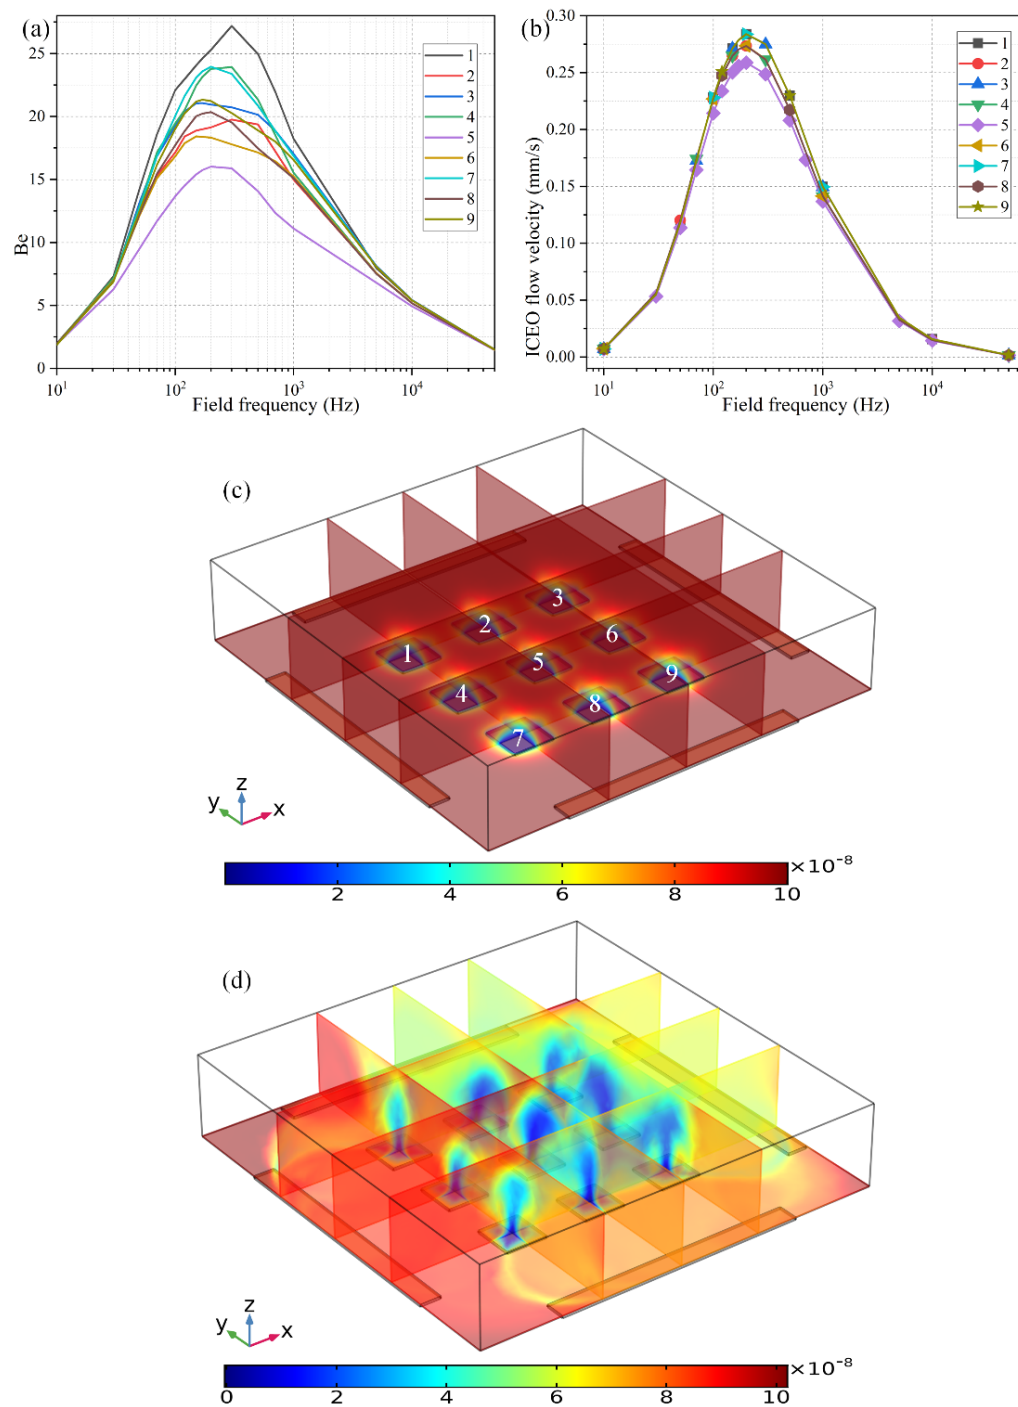 (a)
Be
25
20
15
10
5
0
10¹ 10² 10³ 10⁴
Field frequency (Hz)
1
2
3
4
5
6
7
8
9
(b)
ICEO flow velocity (mm/s)
0.30
0.25
0.20
0.15
0.10
0.05
0.00
10¹ 10² 10³ 10⁴
Field frequency (Hz)
1
2
3
4
5
6
7
8
9
(c)
3
2
6
1
5
9
4
8
7
z
y
x
×10⁻⁸
2 4 6 8 10
(d)
z
y
x
×10⁻⁸
0 2 4 6 8 10